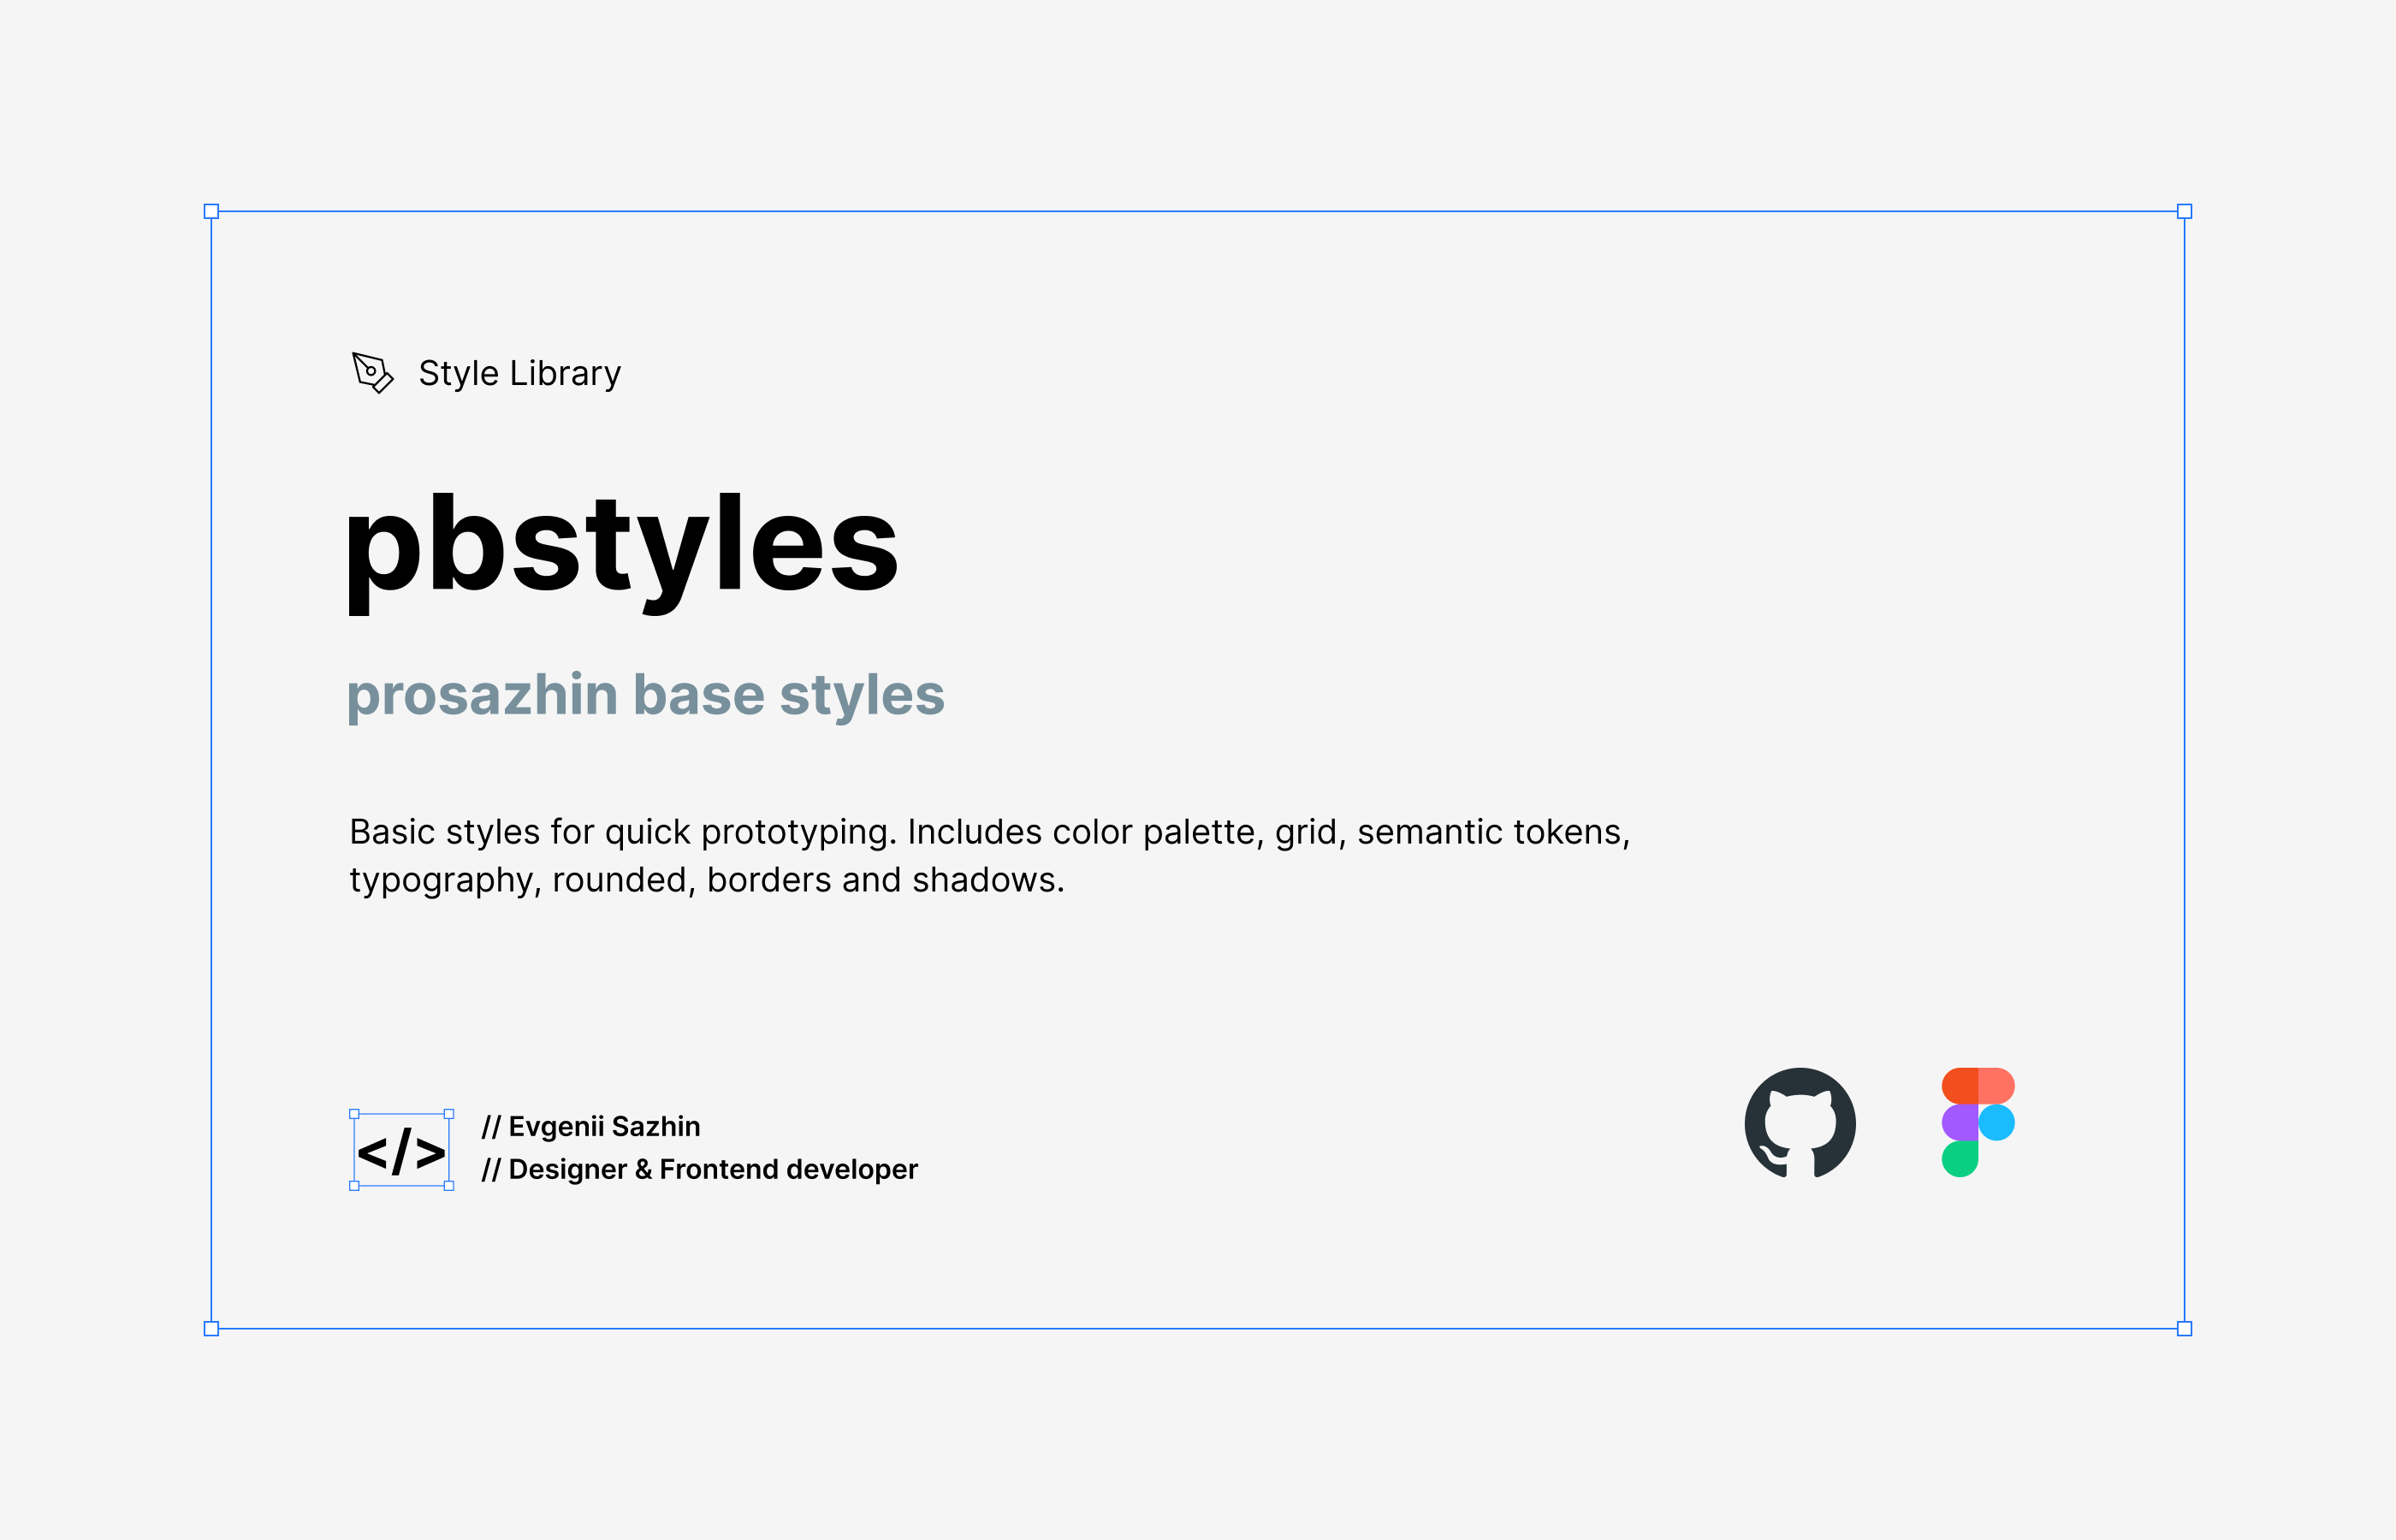 Style Library
pbstyles
prosazhin base styles
Basic styles for quick prototyping. Includes color palette, grid, semantic tokens,
typography, rounded, borders and shadows.
</>
// Evgenii Sazhin
// Designer & Frontend developer